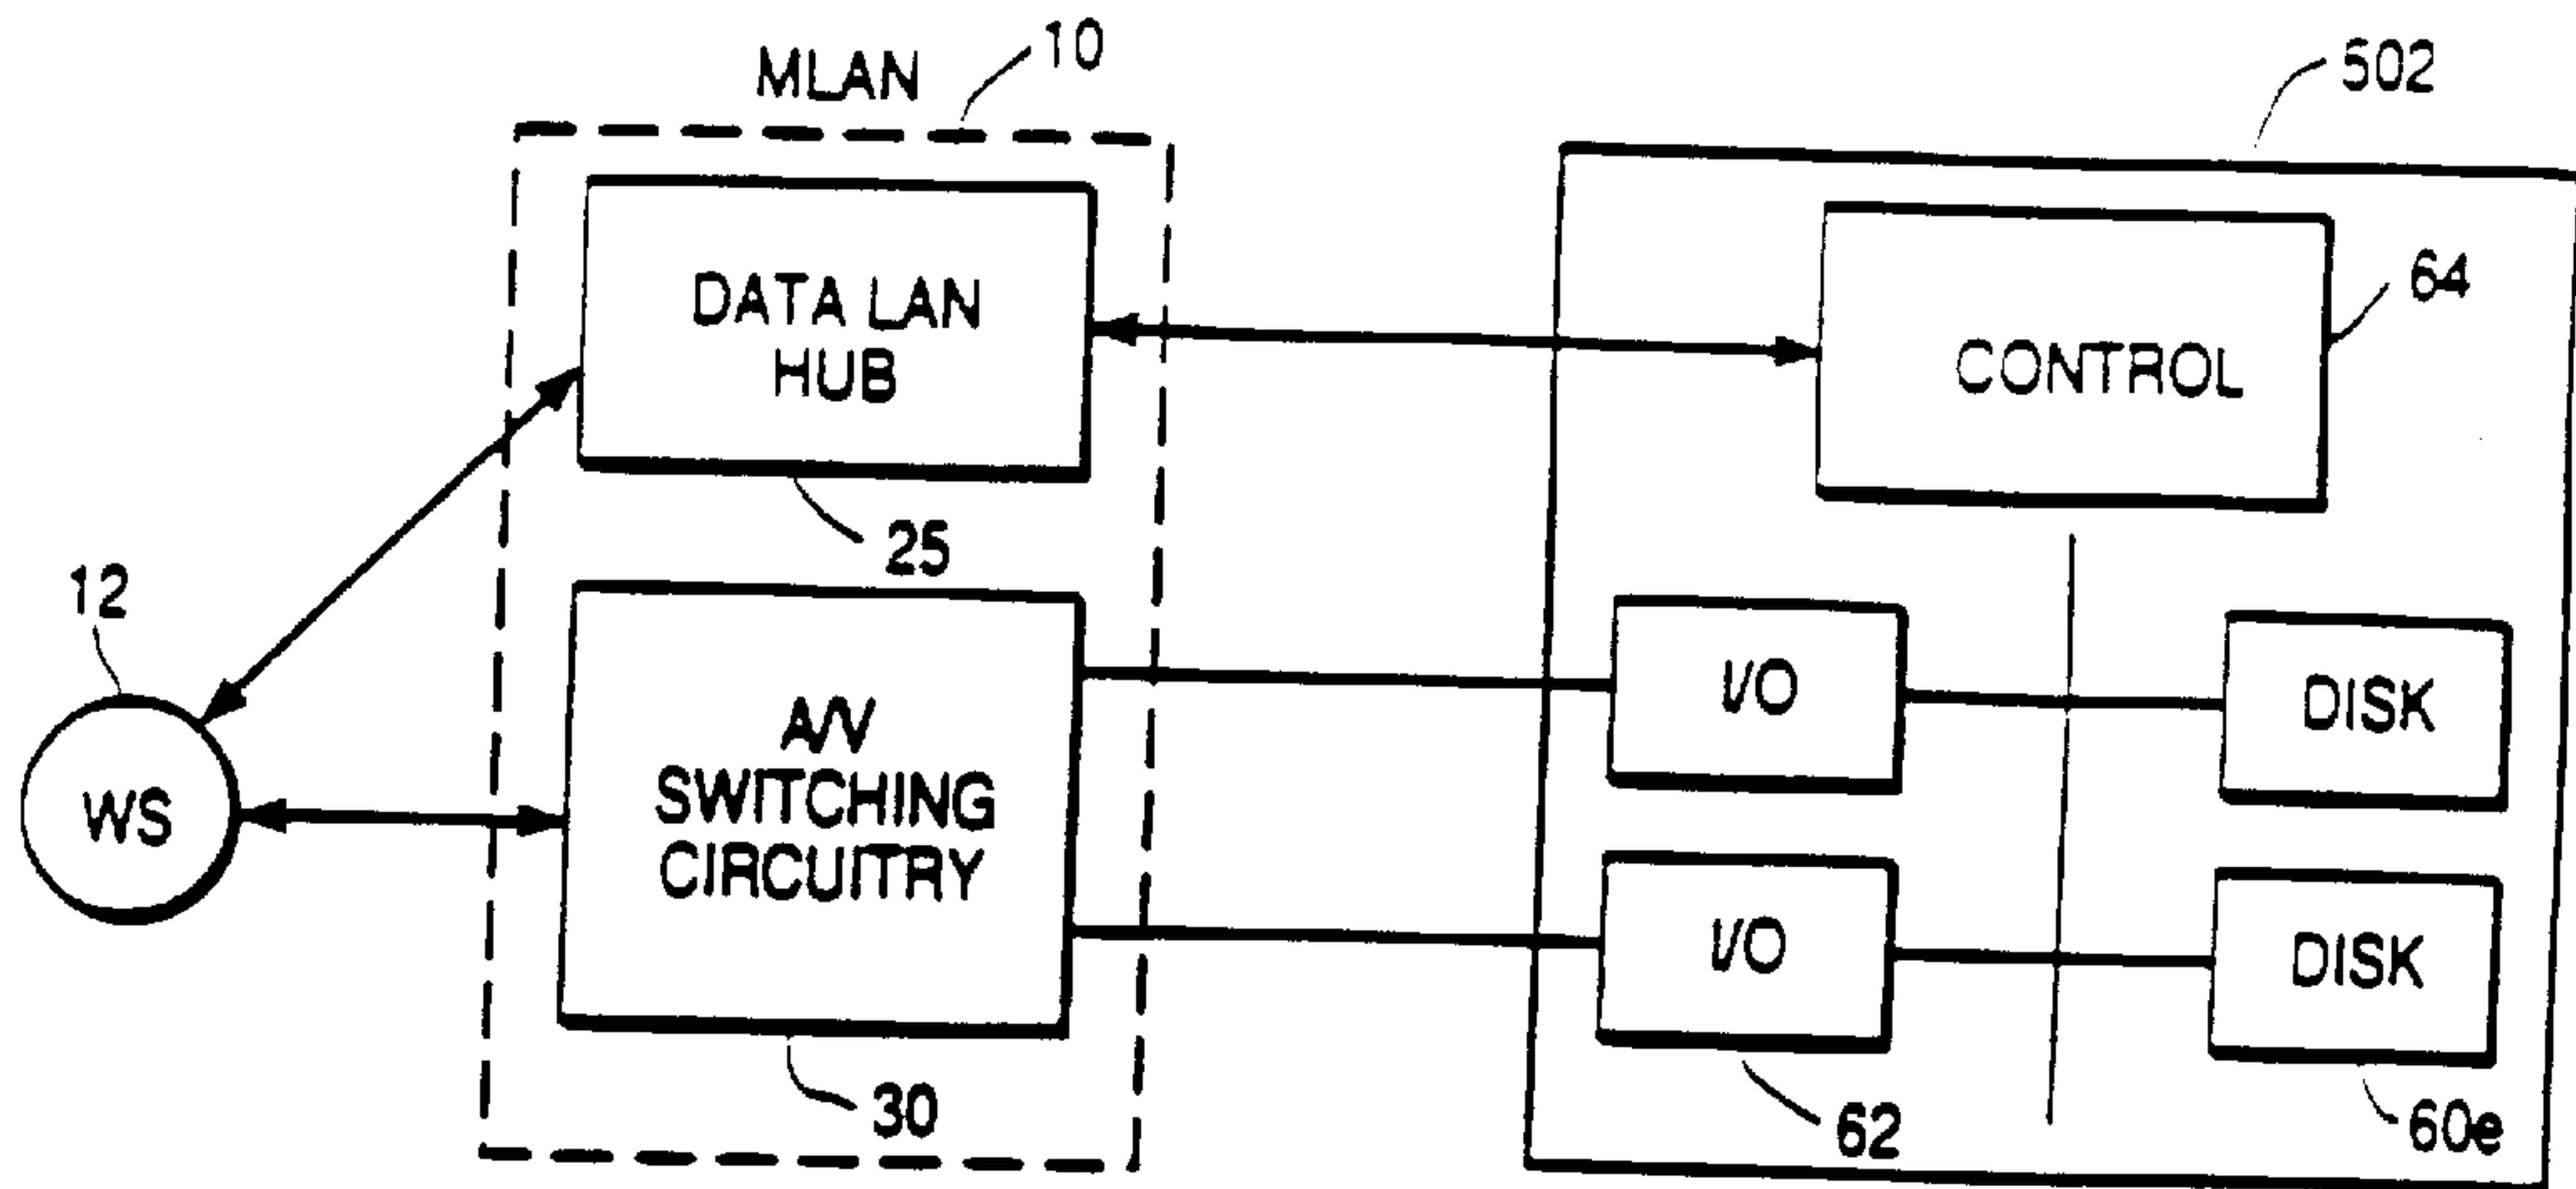 MLAN
10
502
DATA LAN
HUB
25
CONTROL
64
12
WS
A/V
SWITCHING
CIRCUITRY
30
I/O
DISK
I/O
DISK
62
60e